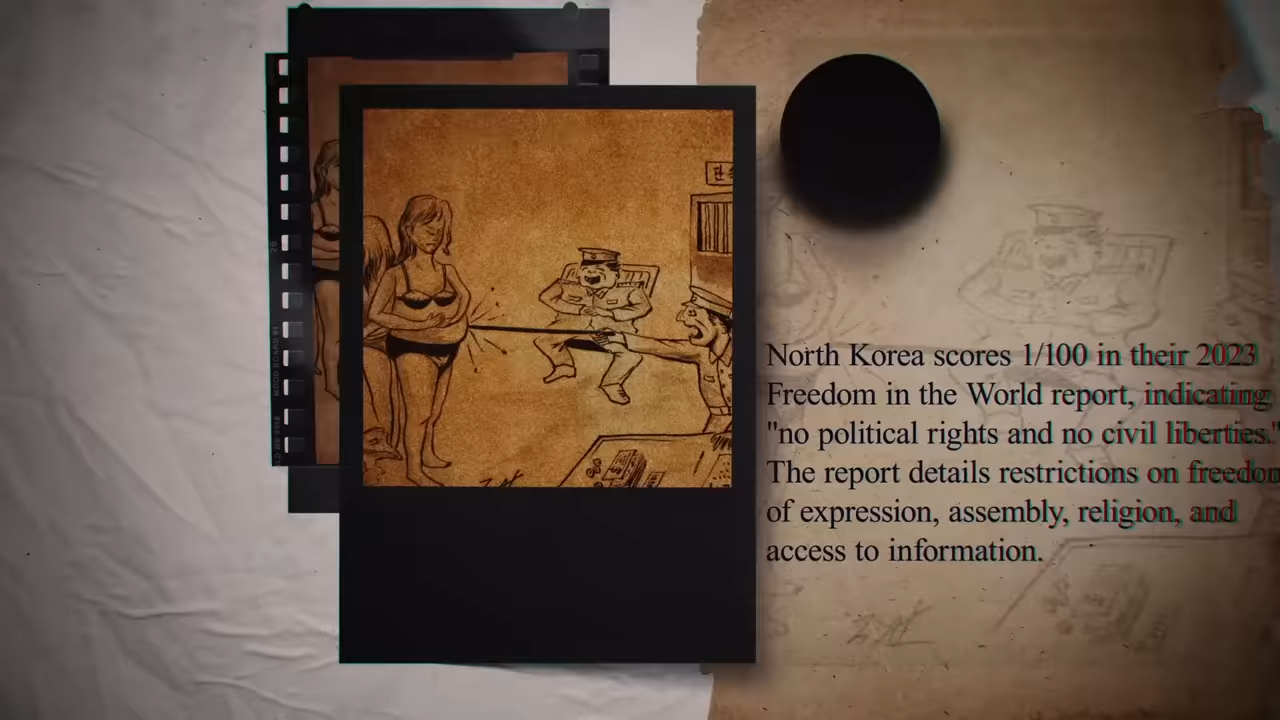 North Korea scores 1/100 in their 2023
Freedom in the World report, indicating
"no political rights and no civil liberties."
The report details restrictions on freedom
of expression, assembly, religion, and
access to information.